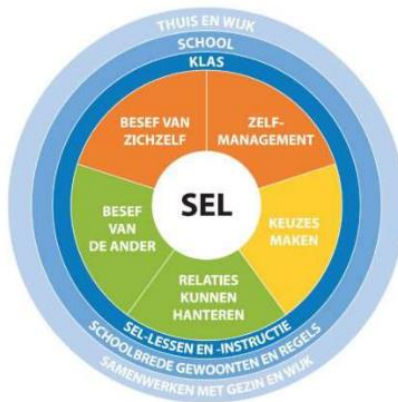 THUIS EN WIJK
SCHOOL
KLAS
BESEF VAN
ZICHZELF
ZELF-
MANAGEMENT
SEL
BESEF
VAN
DE ANDER
KEUZES
MAKEN
RELATIES
KUNNEN
HANTEREN
SEL-LESSEN EN -INSTRUCTIE
SCHOOLBREDE GEWOONTEN EN REGELS
SAMENWERKEN MET GEZIN EN WIJK